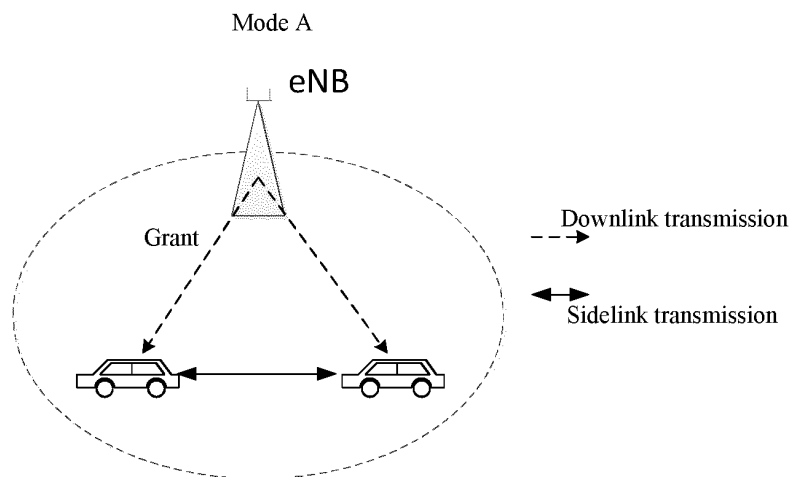 Mode A
eNB
Grant
Downlink transmission
Sidelink transmission